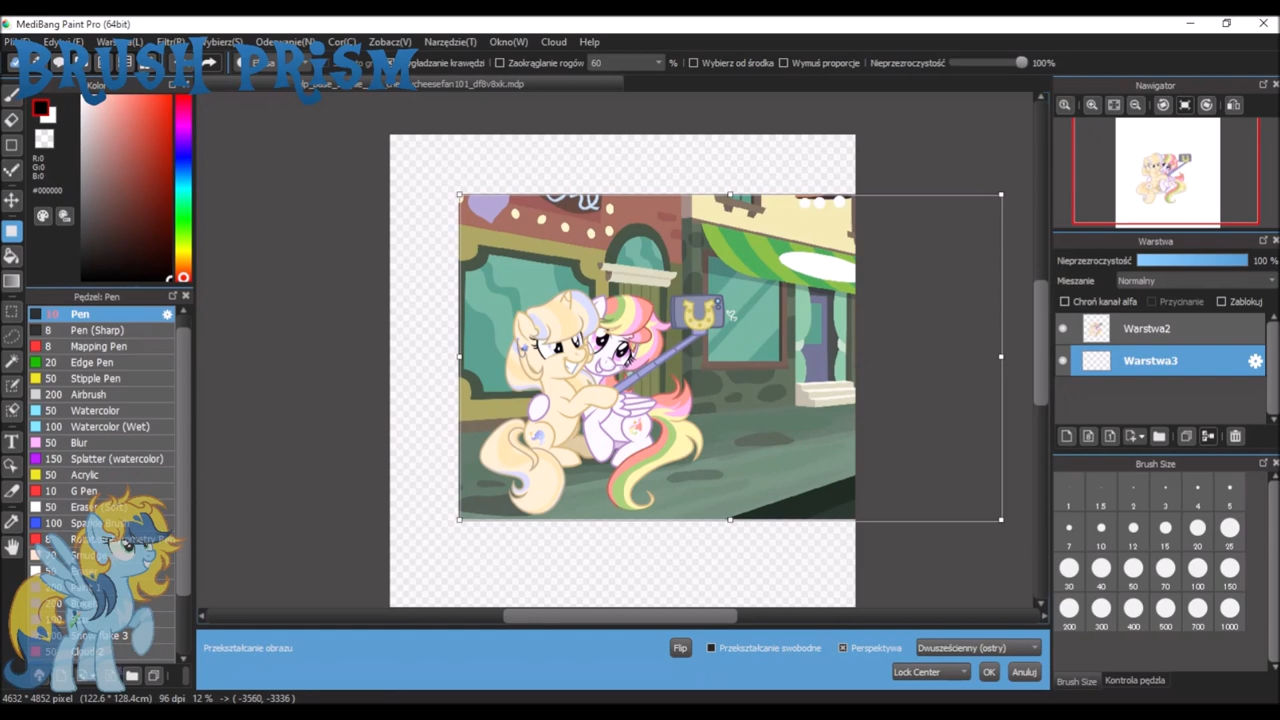 MediBang Paint Pro (64bit)
BRUSH PRISM
Cor(C) Zobacz(V) Narzędzie(T) Okno(W) Cloud Help
Zaokrąglanie rogów 60 % Wybierz od środka Wymuś proporcje Nieprzezroczystość 100%
Kolor
R:0
G:0
B:0
#000000
Pędzel: Pen
10 Pen
8 Pen (Sharp)
8 Mapping Pen
20 Edge Pen
50 Stipple Pen
200 Airbrush
50 Watercolor
100 Watercolor (Wet)
50 Blur
150 Splatter (watercolor)
50 Acrylic
10 G Pen
50 Eraser (Soft)
100 Sparkle Brush
Nawigator
Warstwa
Nieprzezroczystość 100 %
Mieszanie Normalny
Chroń kanał alfa Przycinanie Zablokuj
Warstwa2
Warstwa3
Brush Size
1 1.5 2 3 4 5
7 10 12 15 20 25
30 40 50 70 100 150
200 300 400 500 700 1000
Brush Size Kontrola pędzla
Przekształcanie obrazu Flip Przekształcanie swobodne Perspektywa Dwusześcienny (ostry)
Lock Center OK Anuluj
4632 * 4852 pixel (122.6 * 128.4cm) 96 dpi 12 % -> ( -3560, -3336 )